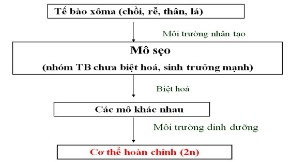 Tế bào xôma (chồi, rễ, thân, lá)
Môi trường nhân tạo
Mô sẹo
(nhóm TB chưa biệt hoá, sinh trưởng mạnh)
Biệt hoá
Các mô khác nhau
Môi trường dinh dưỡng
Cơ thể hoàn chỉnh (2n)